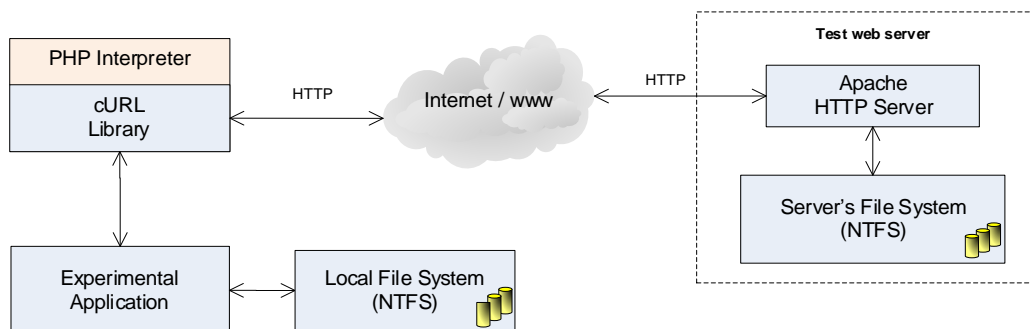 PHP Interpreter
cURL
Library
HTTP
Internet / www
HTTP
Test web server
Apache
HTTP Server
Server's File System
(NTFS)
Experimental
Application
Local File System
(NTFS)